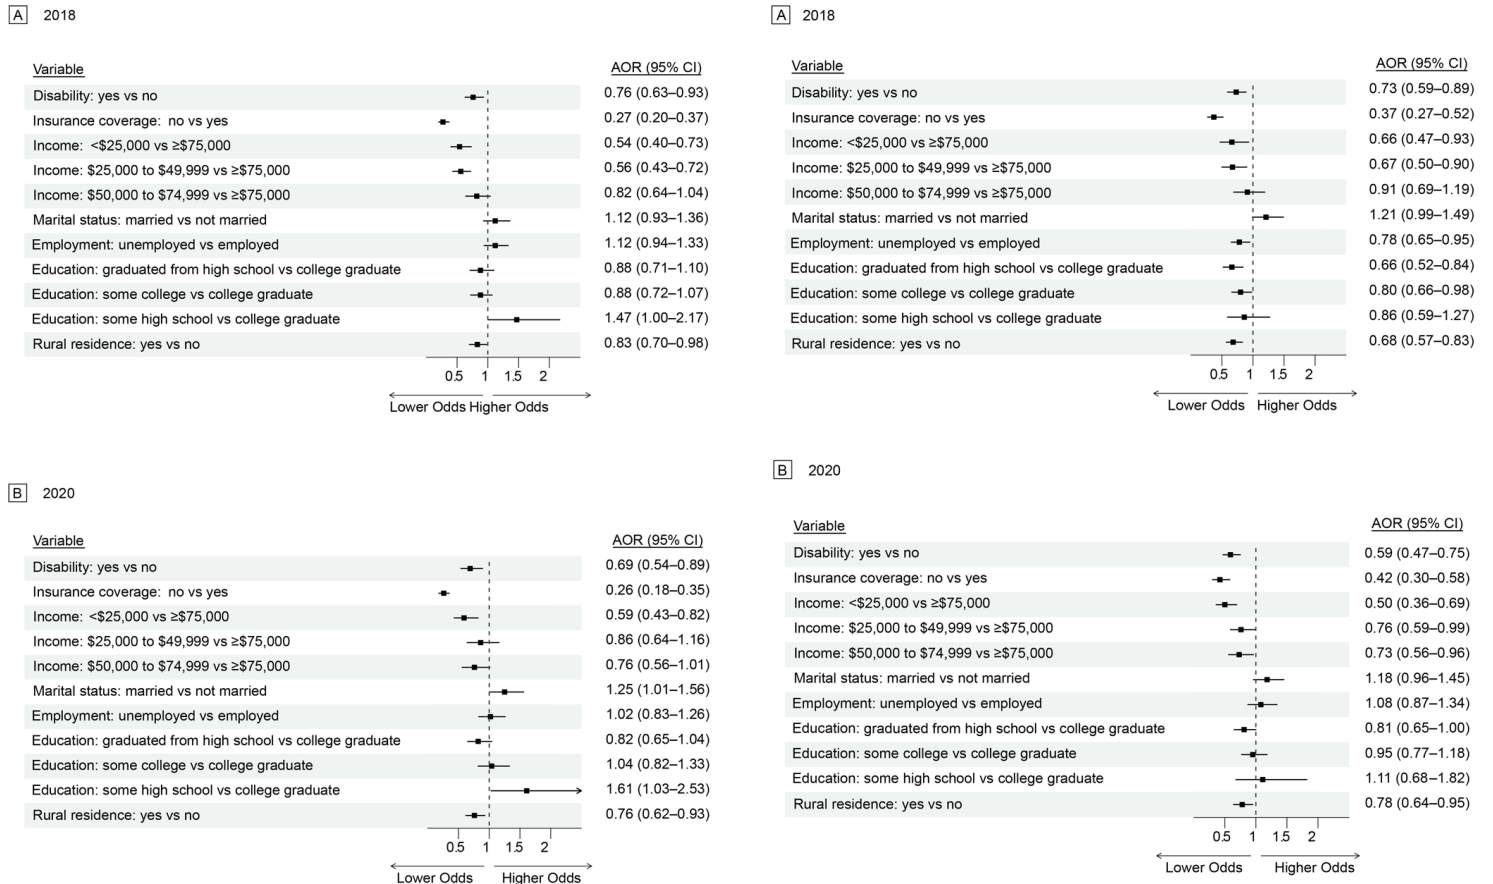 A 2018
Variable AOR (95% CI)
Disability: yes vs no 0.76 (0.63–0.93)
Insurance coverage: no vs yes 0.27 (0.20–0.37)
Income: <$25,000 vs ≥$75,000 0.54 (0.40–0.73)
Income: $25,000 to $49,999 vs ≥$75,000 0.56 (0.43–0.72)
Income: $50,000 to $74,999 vs ≥$75,000 0.82 (0.64–1.04)
Marital status: married vs not married 1.12 (0.93–1.36)
Employment: unemployed vs employed 1.12 (0.94–1.33)
Education: graduated from high school vs college graduate 0.88 (0.71–1.10)
Education: some college vs college graduate 0.88 (0.72–1.07)
Education: some high school vs college graduate 1.47 (1.00–2.17)
Rural residence: yes vs no 0.83 (0.70–0.98)
0.5 1 1.5 2
Lower Odds Higher Odds
B 2020
Variable AOR (95% CI)
Disability: yes vs no 0.69 (0.54–0.89)
Insurance coverage: no vs yes 0.26 (0.18–0.35)
Income: <$25,000 vs ≥$75,000 0.59 (0.43–0.82)
Income: $25,000 to $49,999 vs ≥$75,000 0.86 (0.64–1.16)
Income: $50,000 to $74,999 vs ≥$75,000 0.76 (0.56–1.01)
Marital status: married vs not married 1.25 (1.01–1.56)
Employment: unemployed vs employed 1.02 (0.83–1.26)
Education: graduated from high school vs college graduate 0.82 (0.65–1.04)
Education: some college vs college graduate 1.04 (0.82–1.33)
Education: some high school vs college graduate 1.61 (1.03–2.53)
Rural residence: yes vs no 0.76 (0.62–0.93)
0.5 1 1.5 2
Lower Odds Higher Odds
A 2018
Variable AOR (95% CI)
Disability: yes vs no 0.73 (0.59–0.89)
Insurance coverage: no vs yes 0.37 (0.27–0.52)
Income: <$25,000 vs ≥$75,000 0.66 (0.47–0.93)
Income: $25,000 to $49,999 vs ≥$75,000 0.67 (0.50–0.90)
Income: $50,000 to $74,999 vs ≥$75,000 0.91 (0.69–1.19)
Marital status: married vs not married 1.21 (0.99–1.49)
Employment: unemployed vs employed 0.78 (0.65–0.95)
Education: graduated from high school vs college graduate 0.66 (0.52–0.84)
Education: some college vs college graduate 0.80 (0.66–0.98)
Education: some high school vs college graduate 0.86 (0.59–1.27)
Rural residence: yes vs no 0.68 (0.57–0.83)
0.5 1 1.5 2
Lower Odds Higher Odds
B 2020
Variable AOR (95% CI)
Disability: yes vs no 0.59 (0.47–0.75)
Insurance coverage: no vs yes 0.42 (0.30–0.58)
Income: <$25,000 vs ≥$75,000 0.50 (0.36–0.69)
Income: $25,000 to $49,999 vs ≥$75,000 0.76 (0.59–0.99)
Income: $50,000 to $74,999 vs ≥$75,000 0.73 (0.56–0.96)
Marital status: married vs not married 1.18 (0.96–1.45)
Employment: unemployed vs employed 1.08 (0.87–1.34)
Education: graduated from high school vs college graduate 0.81 (0.65–1.00)
Education: some college vs college graduate 0.95 (0.77–1.18)
Education: some high school vs college graduate 1.11 (0.68–1.82)
Rural residence: yes vs no 0.78 (0.64–0.95)
0.5 1 1.5 2
Lower Odds Higher Odds